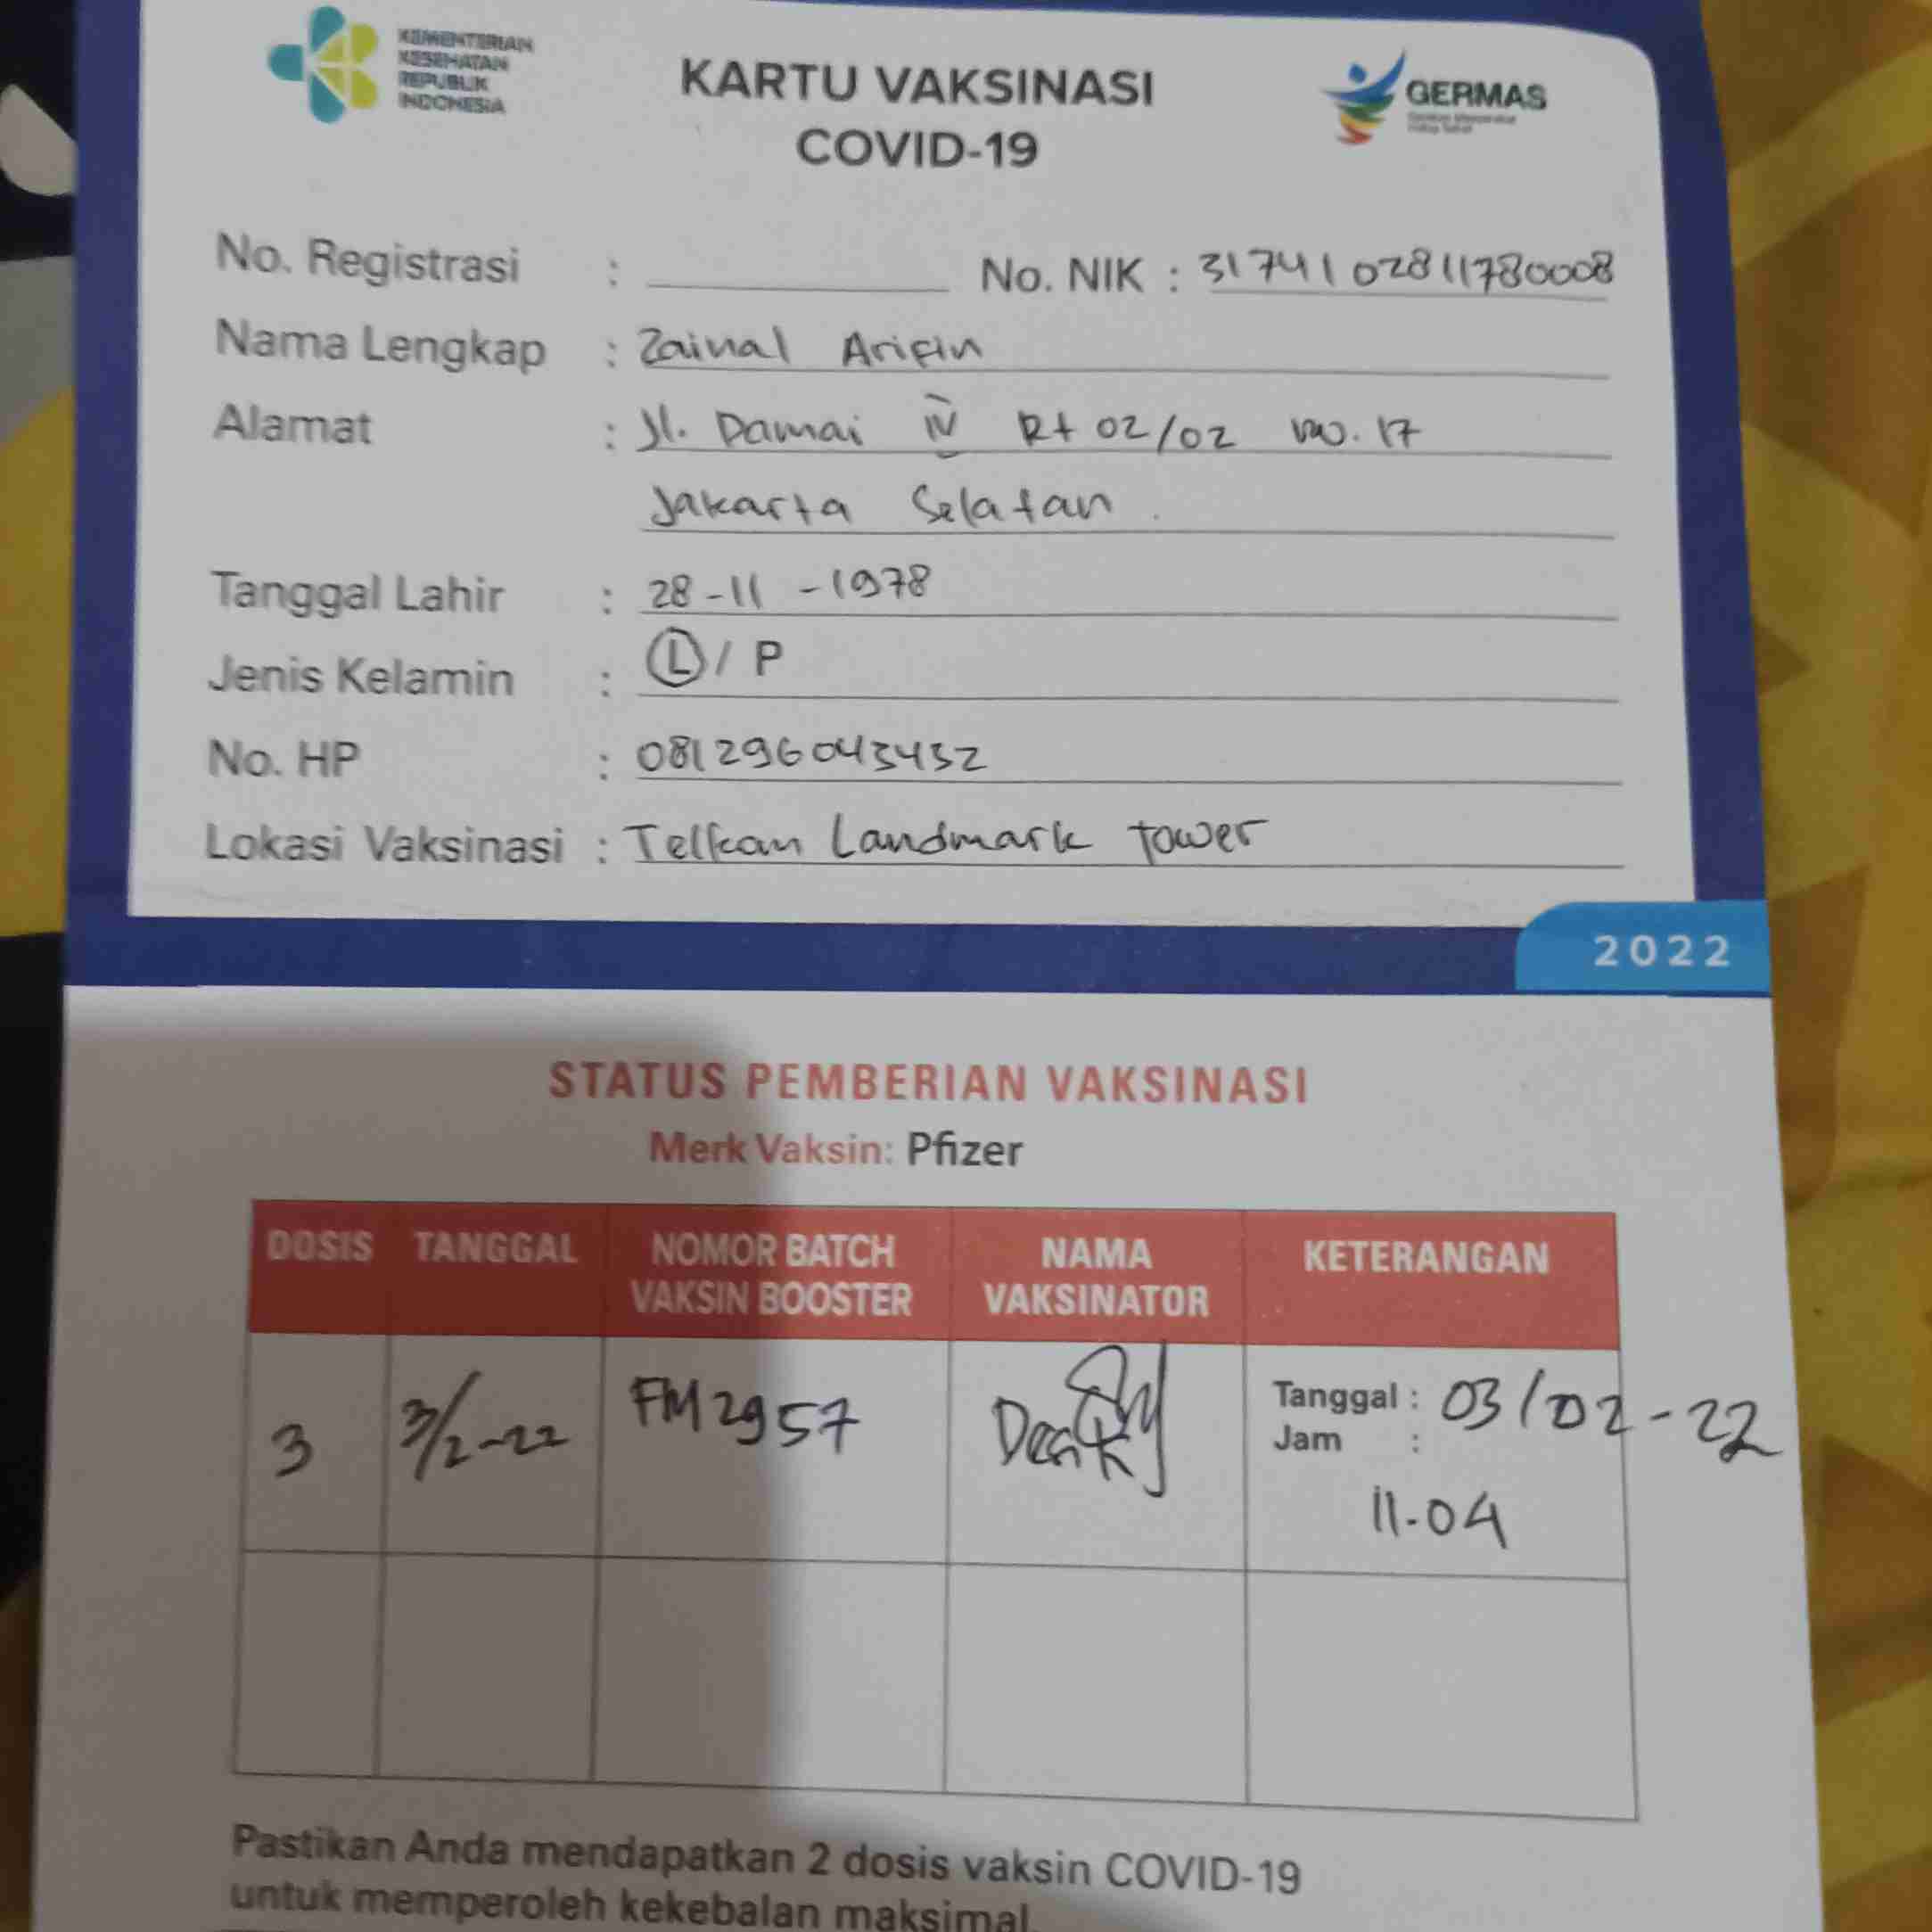 KEMENTERIAN
KESEHATAN
REPUBLIK
INDONESIA
KARTU VAKSINASI
COVID-19
GERMAS
Gerakan Masyarakat
Hidup Sehat
No. Registrasi : No. NIK : 3174102811780008
Nama Lengkap : Zainal Arifin
Alamat : Jl. Damai IV Rt 02/02 no. 17
Jakarta Selatan.
Tanggal Lahir : 28-11-1978
Jenis Kelamin : L / P
No. HP : 081296043432
Lokasi Vaksinasi : Telkom Landmark tower
2022
STATUS PEMBERIAN VAKSINASI
Merk Vaksin: Pfizer
DOSIS TANGGAL NOMOR BATCH VAKSIN BOOSTER NAMA VAKSINATOR KETERANGAN
3 3/2-22 FM2957 Tanggal : 03/02-22
Jam :
11.04
Pastikan Anda mendapatkan 2 dosis vaksin COVID-19
untuk memperoleh kekebalan maksimal.